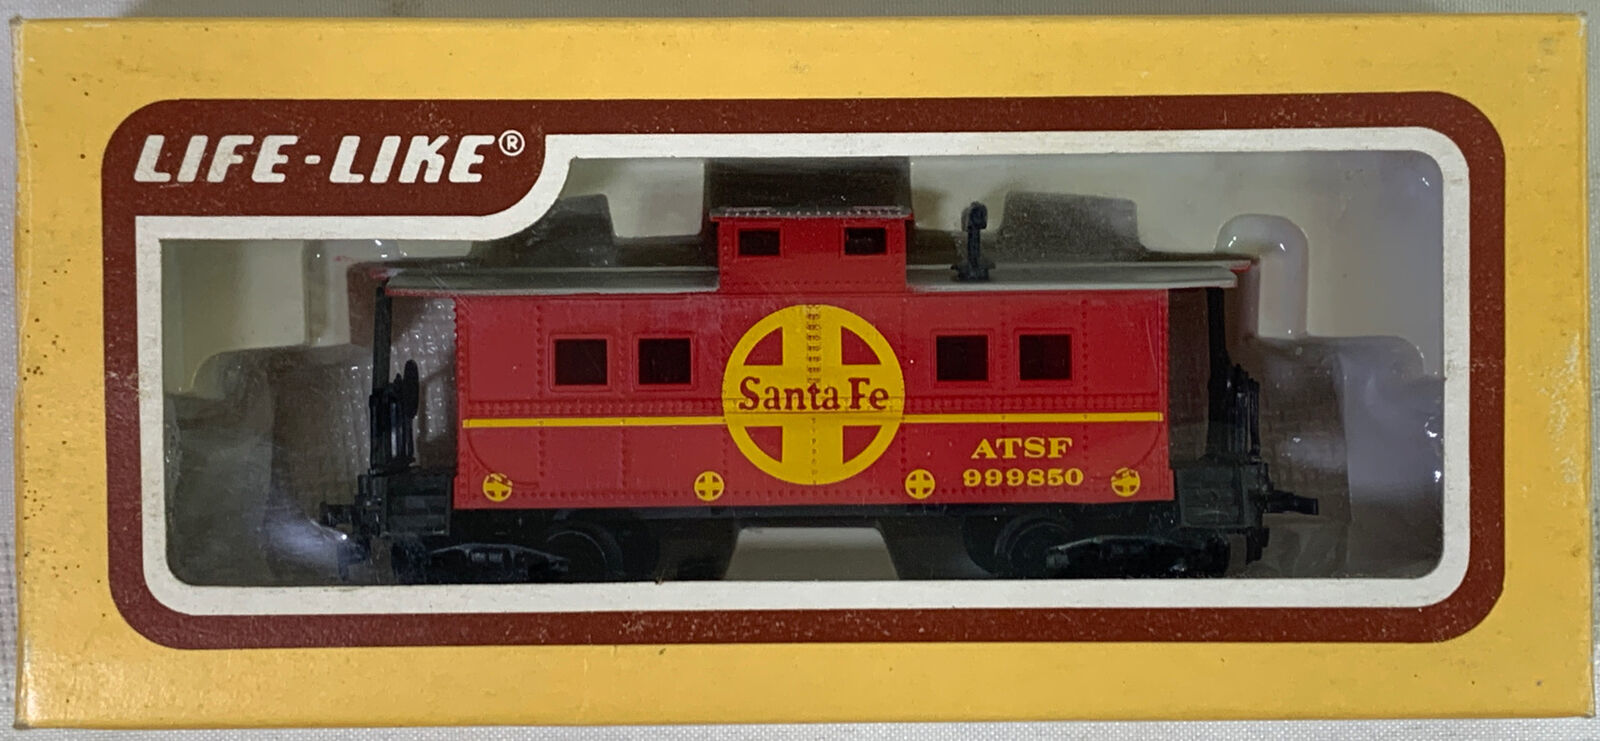 LIFE-LIKE®
Santa Fe
ATSF
999850